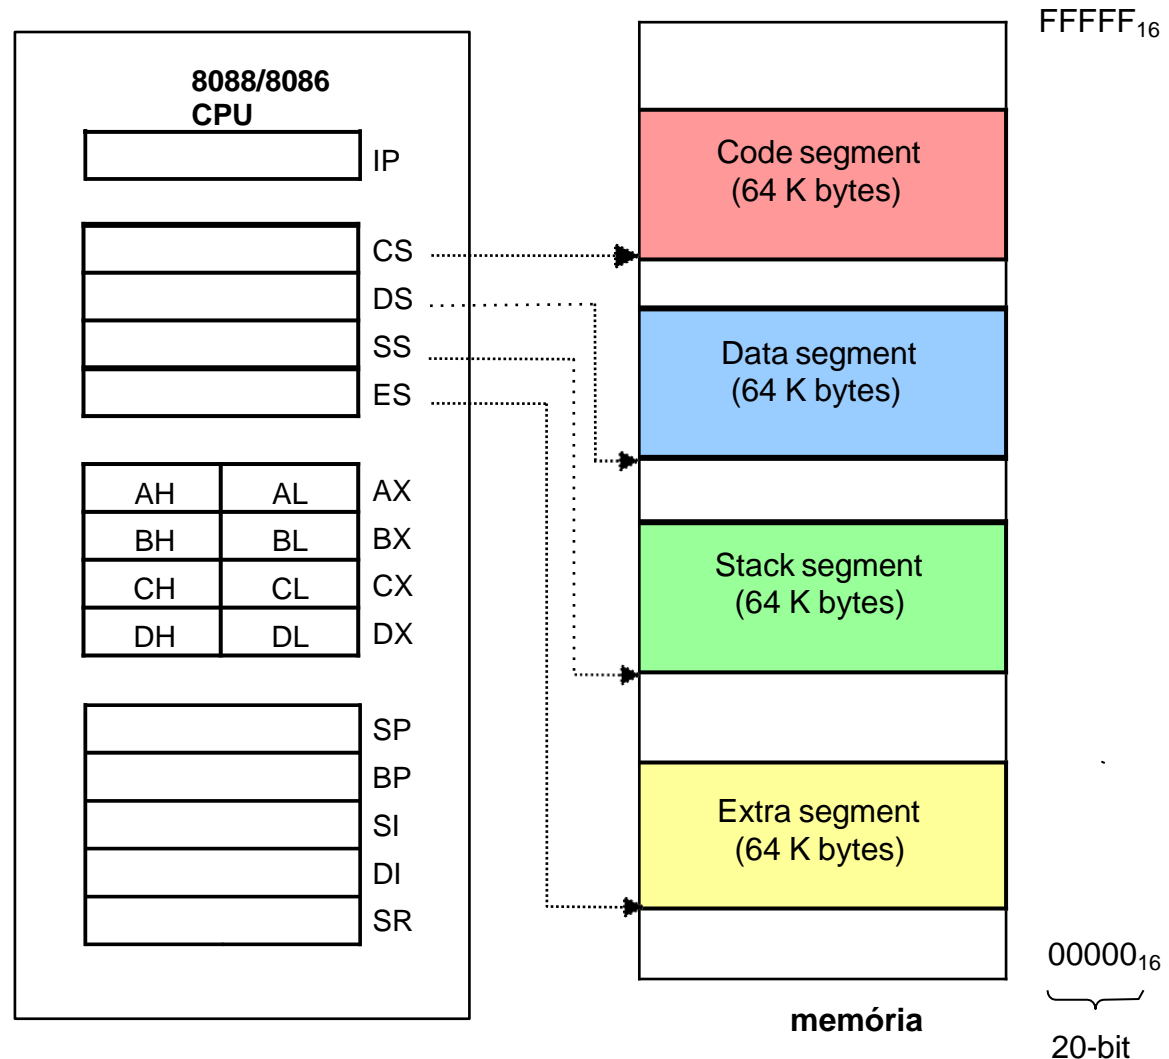 8088/8086
CPU
IP
CS
DS
SS
ES
AH AL AX
BH BL BX
CH CL CX
DH DL DX
SP
BP
SI
DI
SR
FFFFF₁₆
Code segment
(64 K bytes)
Data segment
(64 K bytes)
Stack segment
(64 K bytes)
Extra segment
(64 K bytes)
00000₁₆
20-bit
memória